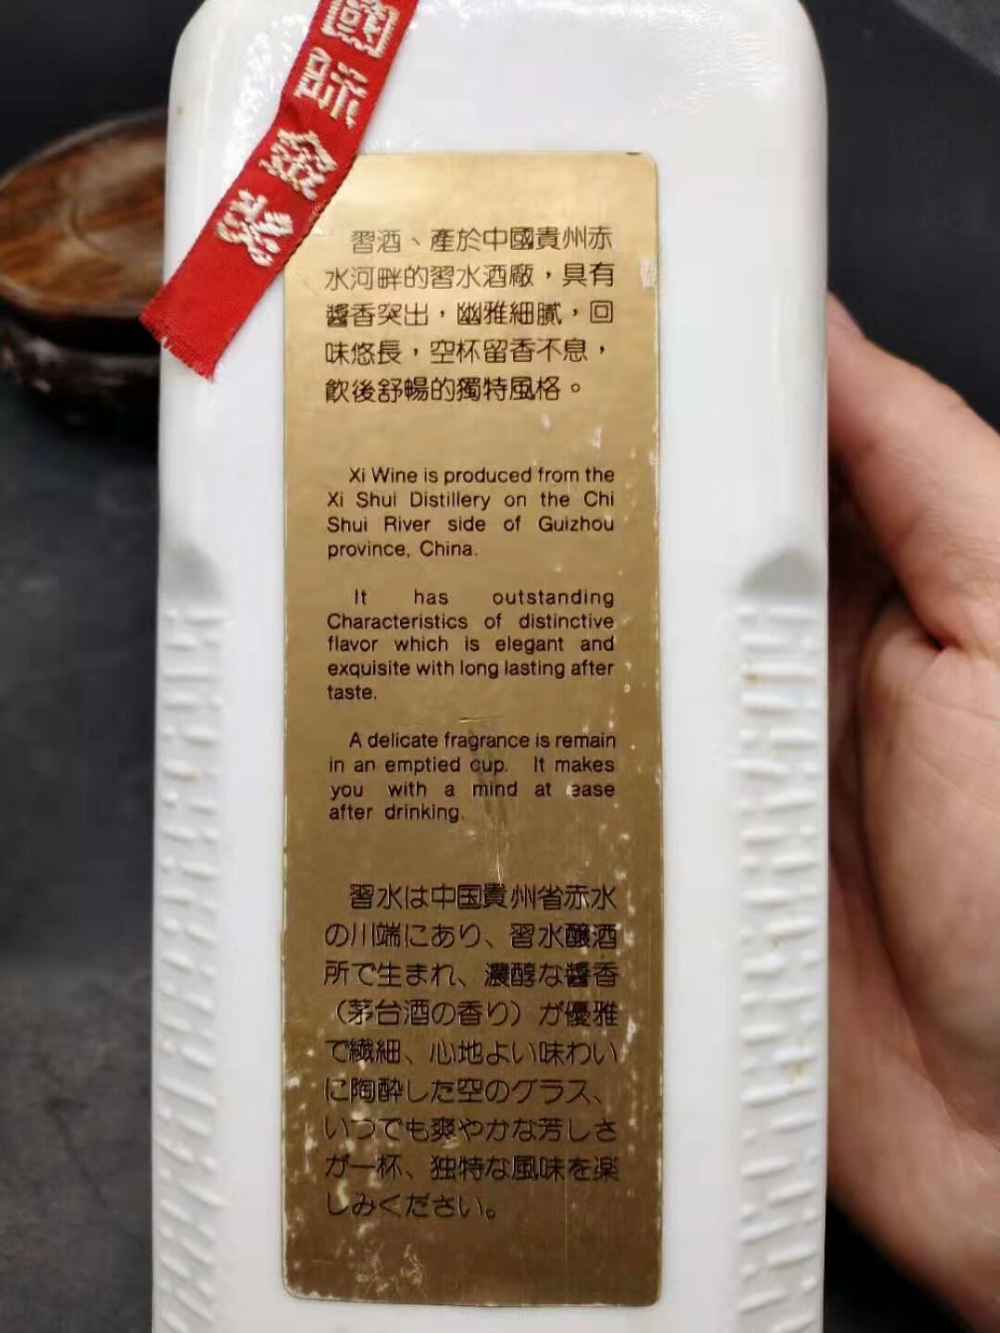 國
味
金
獎
習酒、產於中國貴州赤
水河畔的習水酒廠，具有
醬香突出，幽雅細膩，回
味悠長，空杯留香不息，
飲後舒暢的獨特風格。
Xi Wine is produced from the
Xi Shui Distillery on the Chi
Shui River side of Guizhou
province, China.
It has outstanding
Characteristics of distinctive
flavor which is elegant and
exquisite with long lasting after
taste.
A delicate fragrance is remain
in an emptied cup. It makes
you with a mind at ease
after drinking.
習水は中国貴州省赤水
の川端にあり、習水醸酒
所で生まれ、濃醇な醬香
（茅台酒の香り）が優雅
で繊細、心地よい味わい
に陶酔した空のグラス、
いつでも爽やかな芳しさ
が一杯、独特な風味を楽
しみください。